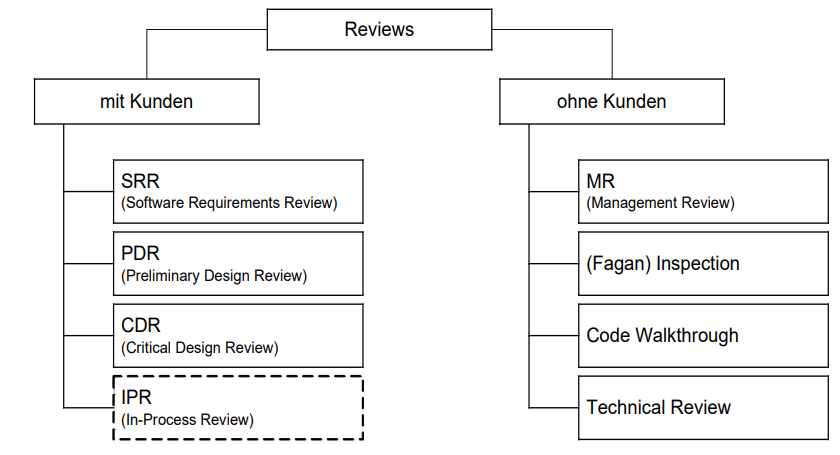 Reviews
mit Kunden
SRR
(Software Requirements Review)
PDR
(Preliminary Design Review)
CDR
(Critical Design Review)
IPR
(In-Process Review)
ohne Kunden
MR
(Management Review)
(Fagan) Inspection
Code Walkthrough
Technical Review